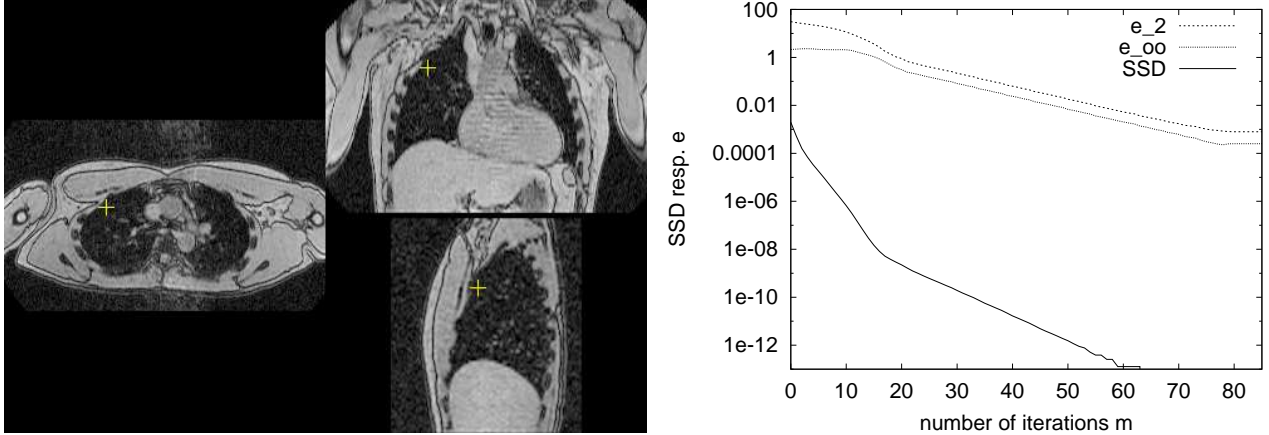 100
1
0.01
0.0001
1e-06
1e-08
1e-10
1e-12
SSD resp. e
e_2
e_oo
SSD
0 10 20 30 40 50 60 70 80
number of iterations m